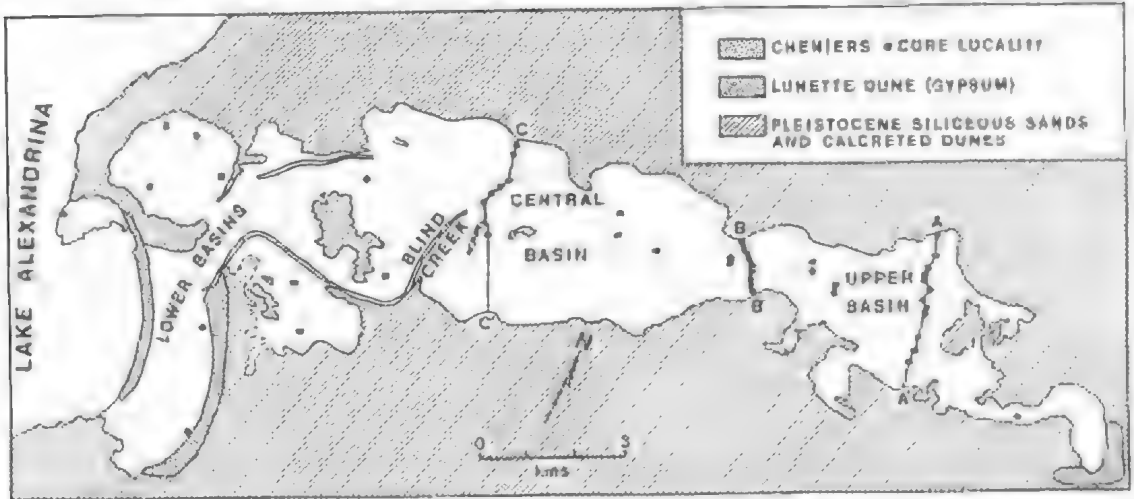 CHENIERS • CORE LOCALITY
LUNETTE DUNE (GYPSUM)
PLEISTOCENE SILICEOUS SANDS
AND CALCRETED DUNES
LAKE ALEXANDRINA
LOWER BASINS
BLIND
CREEK
CENTRAL
BASIN
UPPER
BASIN
C
C'
B
B'
A
A'
N
0 3
kms